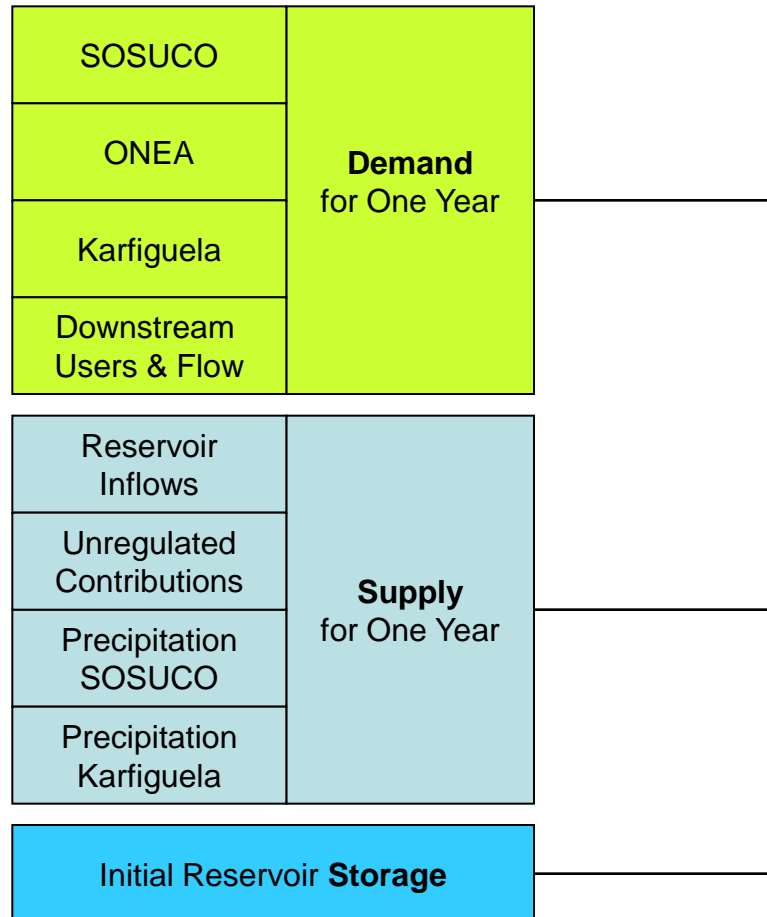 SOSUCO
ONEA
Karfiguela
Downstream
Users & Flow
Demand
for One Year
Reservoir
Inflows
Unregulated
Contributions
Precipitation
SOSUCO
Precipitation
Karfiguela
Supply
for One Year
Initial Reservoir Storage